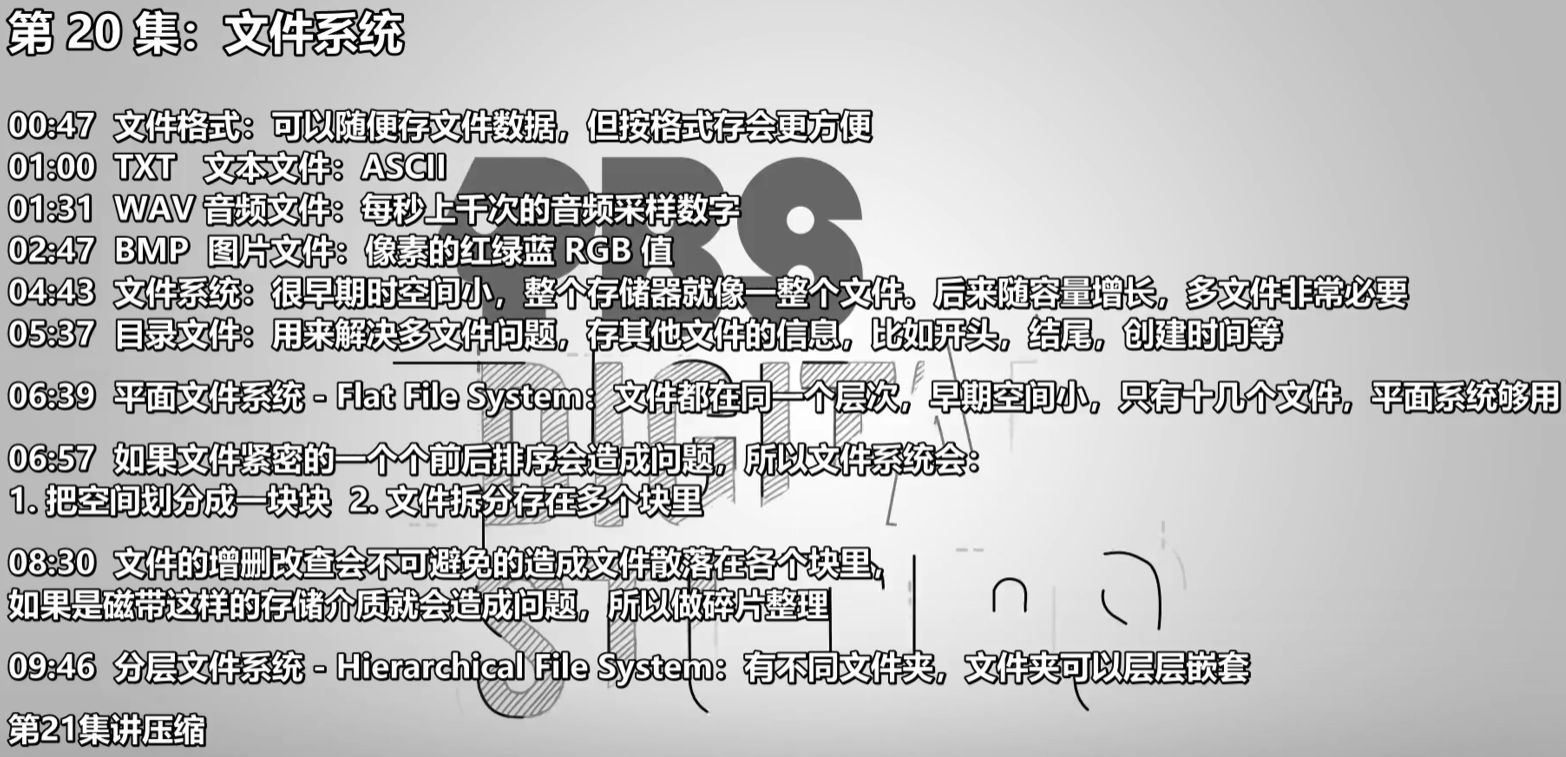 第 20 集：文件系统
00:47 文件格式：可以随便存文件数据，但按格式存会更方便
01:00 TXT 文本文件：ASCII
01:31 WAV 音频文件：每秒上千次的音频采样数字
02:47 BMP 图片文件：像素的红绿蓝 RGB 值
04:43 文件系统：很早期时空间小，整个存储器就像一整个文件。后来随容量增长，多文件非常必要
05:37 目录文件：用来解决多文件问题，存其他文件的信息，比如开头，结尾，创建时间等
06:39 平面文件系统 - Flat File System：文件都在同一个层次，早期空间小，只有十几个文件，平面系统够用
06:57 如果文件紧密的一个个前后排序会造成问题，所以文件系统会：
1. 把空间划分成一块块 2. 文件拆分存在多个块里
08:30 文件的增删改查会不可避免的造成文件散落在各个块里，
如果是磁带这样的存储介质就会造成问题，所以做碎片整理
09:46 分层文件系统 - Hierarchical File System：有不同文件夹，文件夹可以层层嵌套
第21集讲压缩
PBS
DIGITA